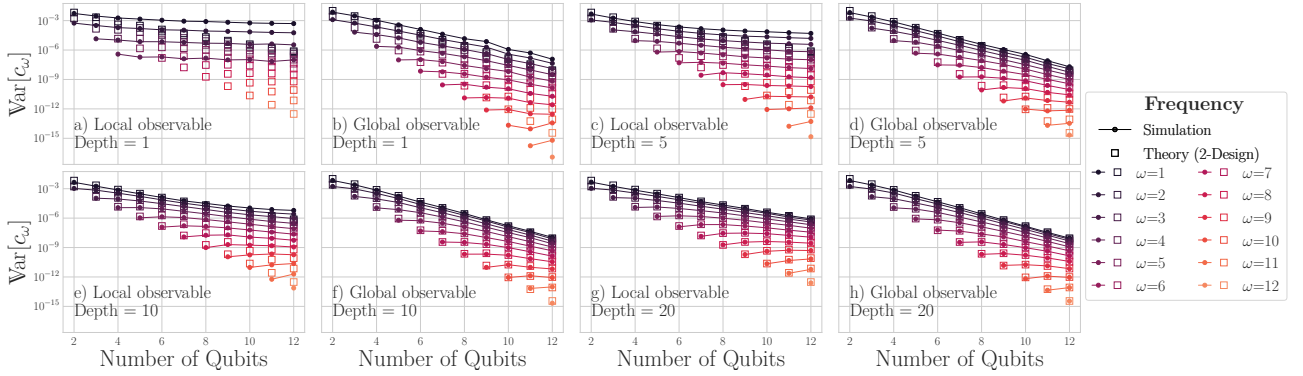 Var[c_ω]
10⁻³
10⁻⁶
10⁻⁹
10⁻¹²
10⁻¹⁵
a) Local observable
Depth = 1
b) Global observable
Depth = 1
c) Local observable
Depth = 5
d) Global observable
Depth = 5
Var[c_ω]
10⁻³
10⁻⁶
10⁻⁹
10⁻¹²
10⁻¹⁵
e) Local observable
Depth = 10
f) Global observable
Depth = 10
g) Local observable
Depth = 20
h) Global observable
Depth = 20
2 4 6 8 10 12
2 4 6 8 10 12
2 4 6 8 10 12
2 4 6 8 10 12
Number of Qubits
Number of Qubits
Number of Qubits
Number of Qubits
Frequency
Simulation
Theory (2-Design)
ω=1 ω=7
ω=2 ω=8
ω=3 ω=9
ω=4 ω=10
ω=5 ω=11
ω=6 ω=12